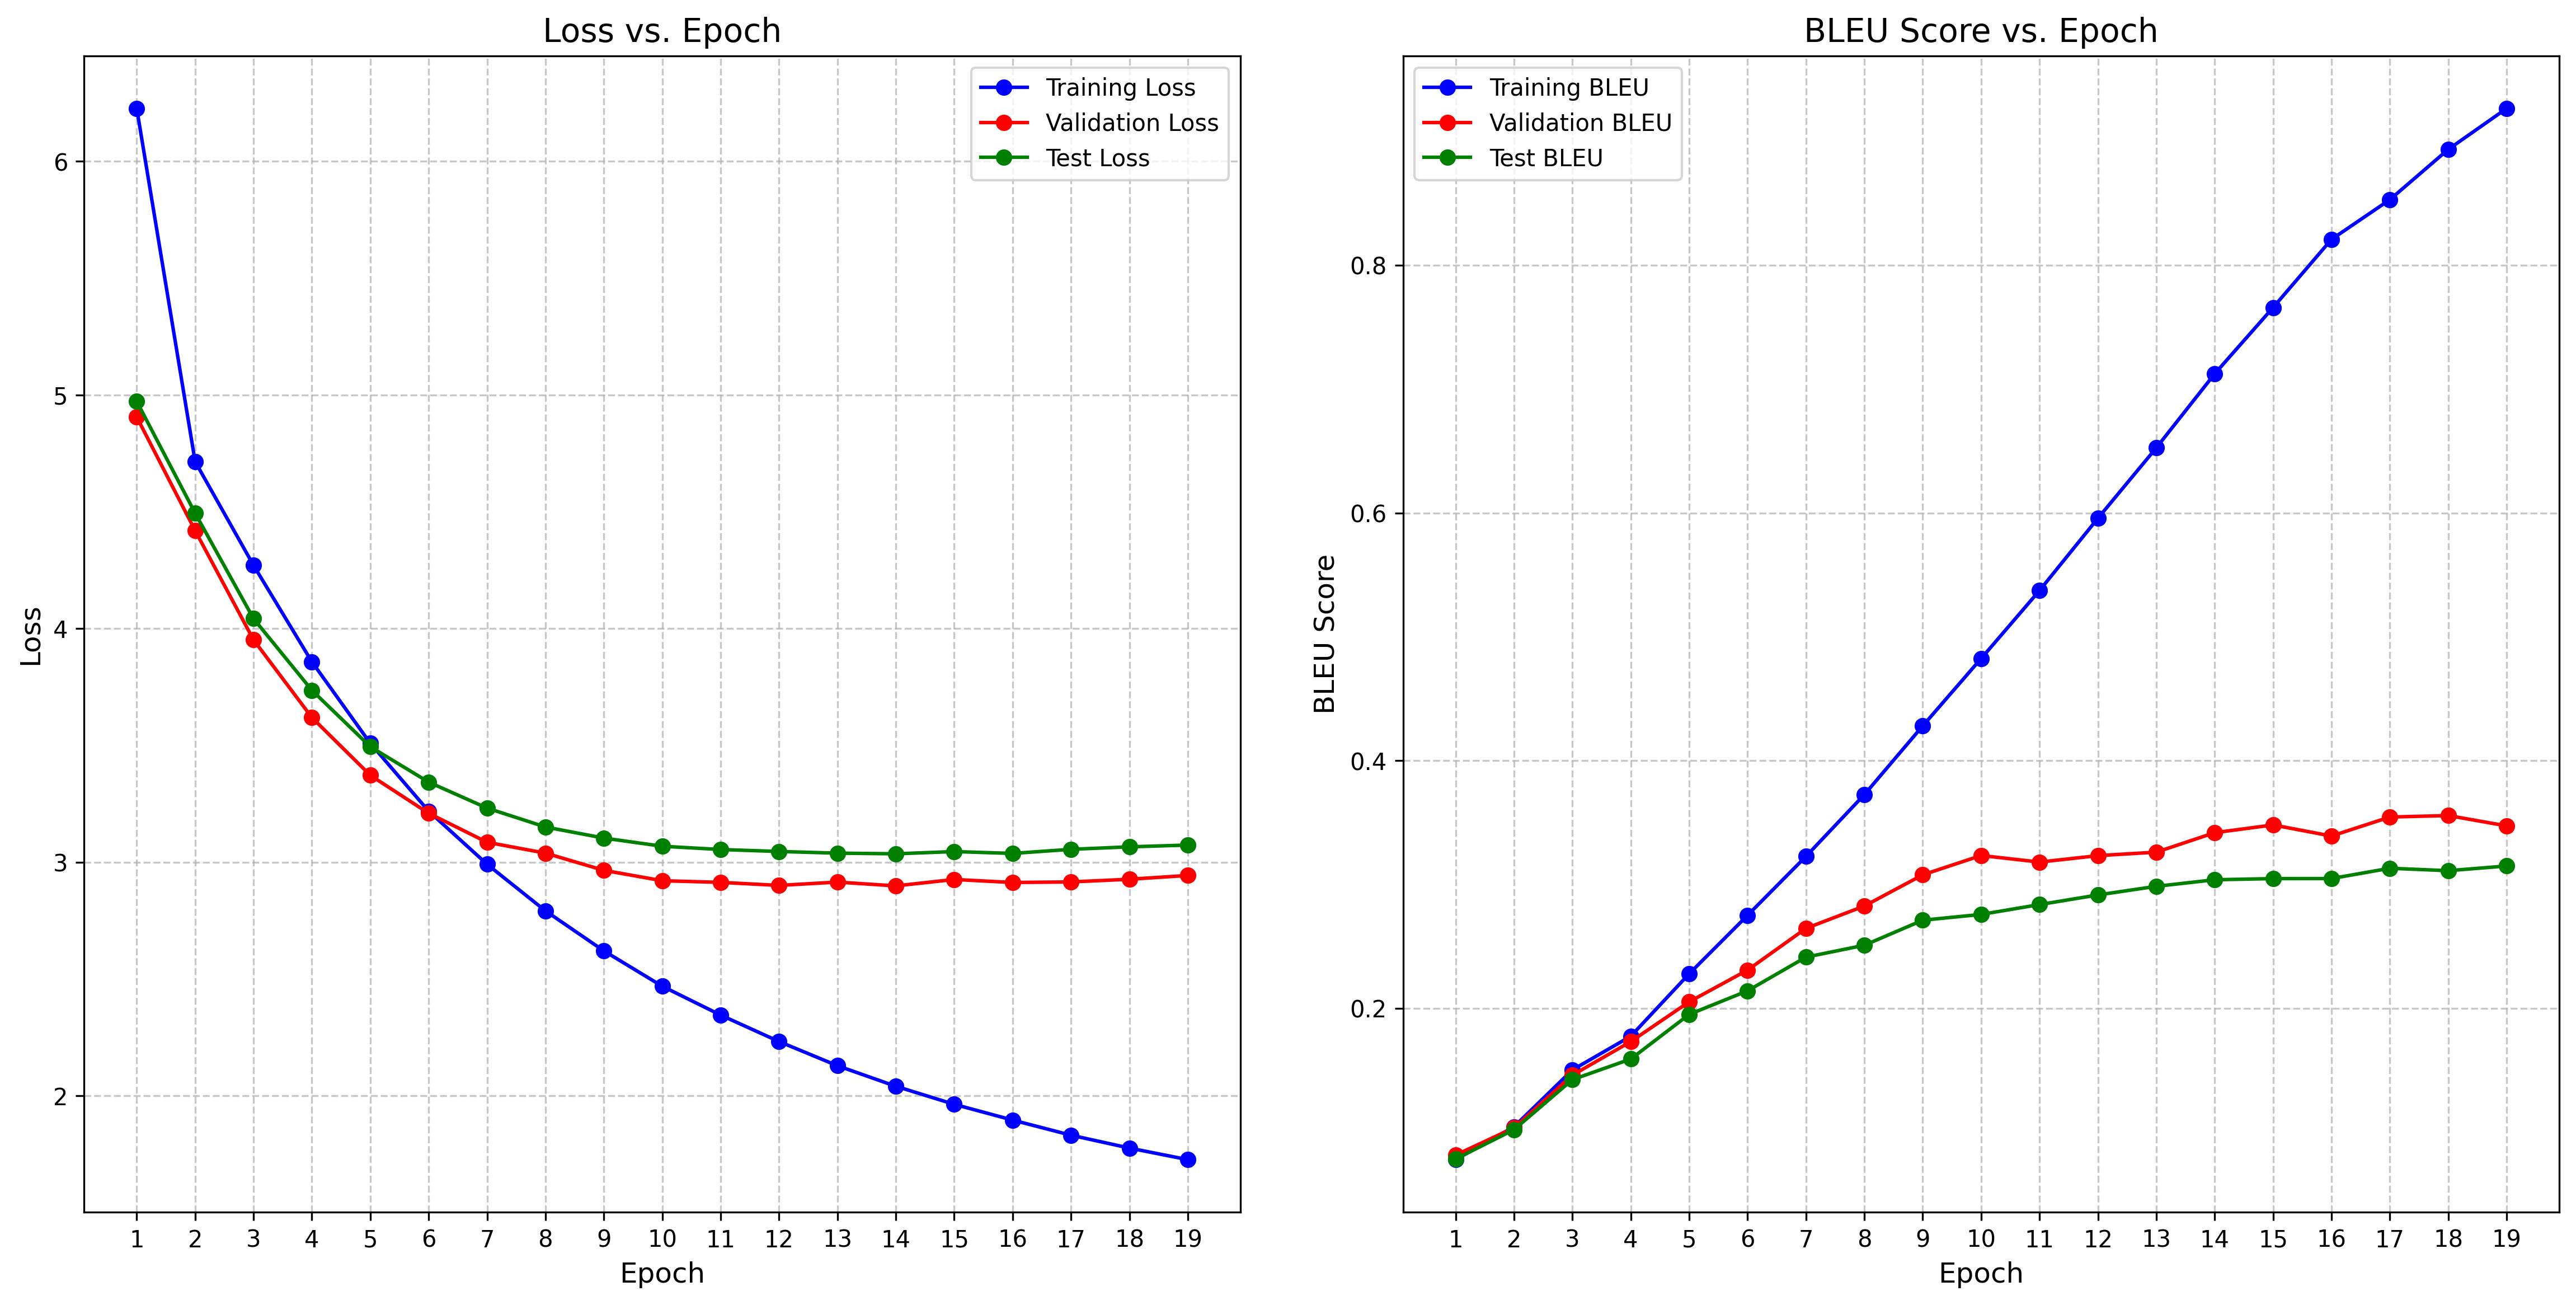 Loss vs. Epoch
Training Loss
Validation Loss
Test Loss
6
5
4
3
2
Loss
1 2 3 4 5 6 7 8 9 10 11 12 13 14 15 16 17 18 19
Epoch
BLEU Score vs. Epoch
Training BLEU
Validation BLEU
Test BLEU
0.8
0.6
0.4
0.2
BLEU Score
1 2 3 4 5 6 7 8 9 10 11 12 13 14 15 16 17 18 19
Epoch